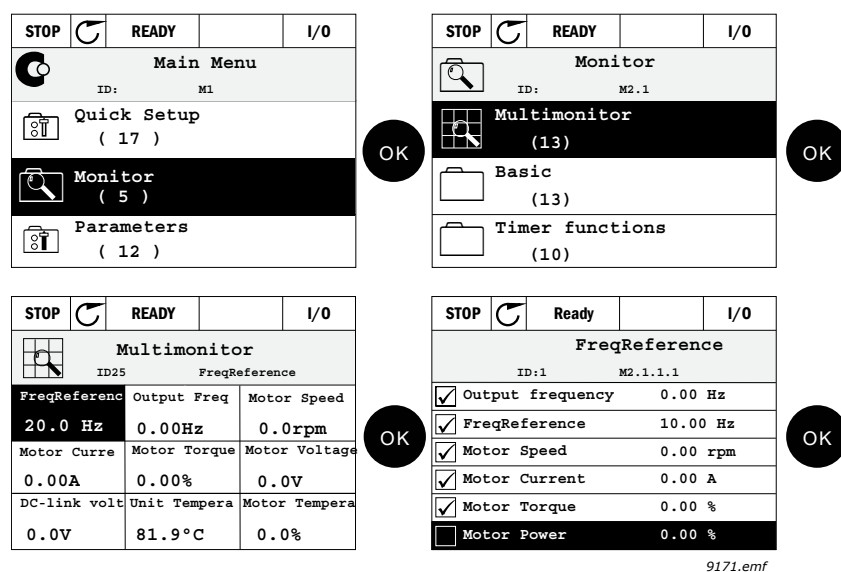 STOP READY I/O
Main Menu
ID: M1
Quick Setup
( 17 )
Monitor
( 5 )
Parameters
( 12 )
OK
STOP READY I/O
Monitor
ID: M2.1
Multimonitor
(13)
Basic
(13)
Timer functions
(10)
OK
STOP READY I/O
Multimonitor
ID25 FreqReference
FreqReferenc Output Freq Motor Speed
20.0 Hz 0.00Hz 0.0rpm
Motor Curre Motor Torque Motor Voltage
0.00A 0.00% 0.0V
DC-link volt Unit Tempera Motor Tempera
0.0V 81.9°C 0.0%
OK
STOP Ready I/O
FreqReference
ID:1 M2.1.1.1
Output frequency 0.00 Hz
FreqReference 10.00 Hz
Motor Speed 0.00 rpm
Motor Current 0.00 A
Motor Torque 0.00 %
Motor Power 0.00 %
OK
9171.emf